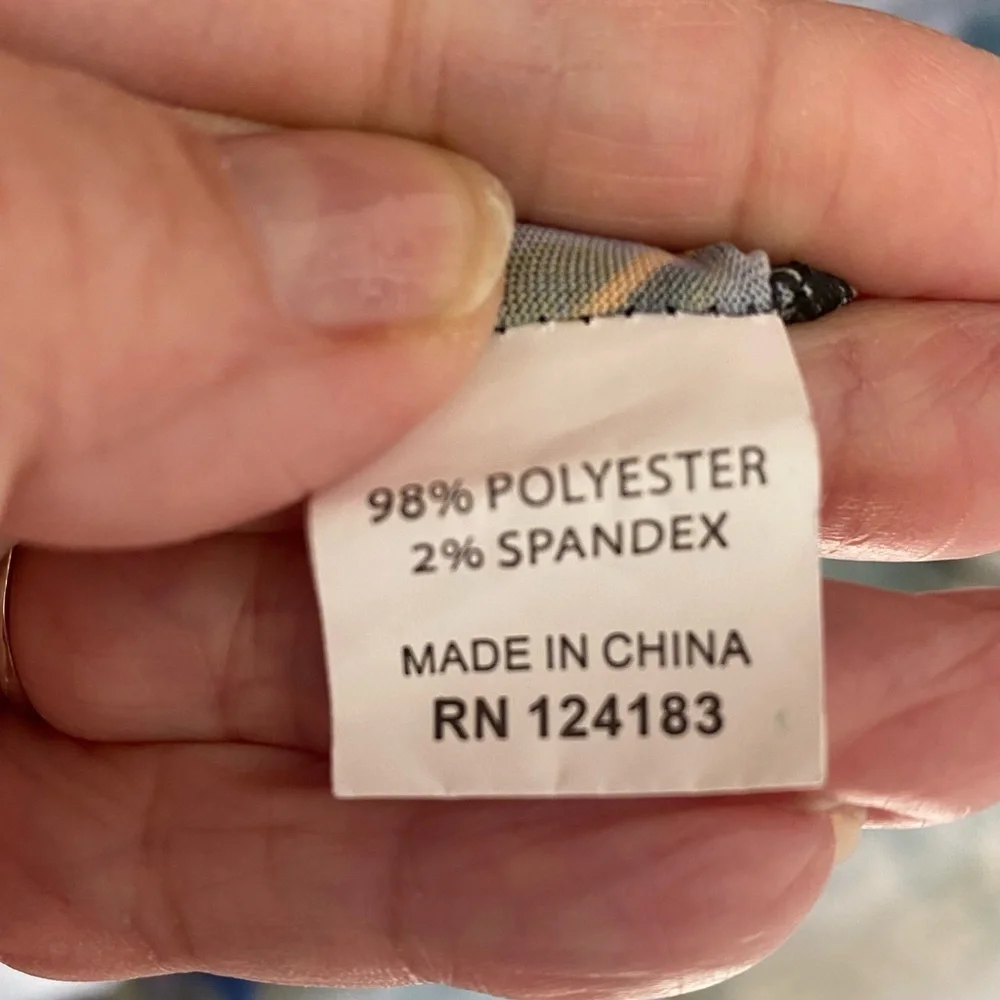 98% POLYESTER
2% SPANDEX
MADE IN CHINA
RN 124183